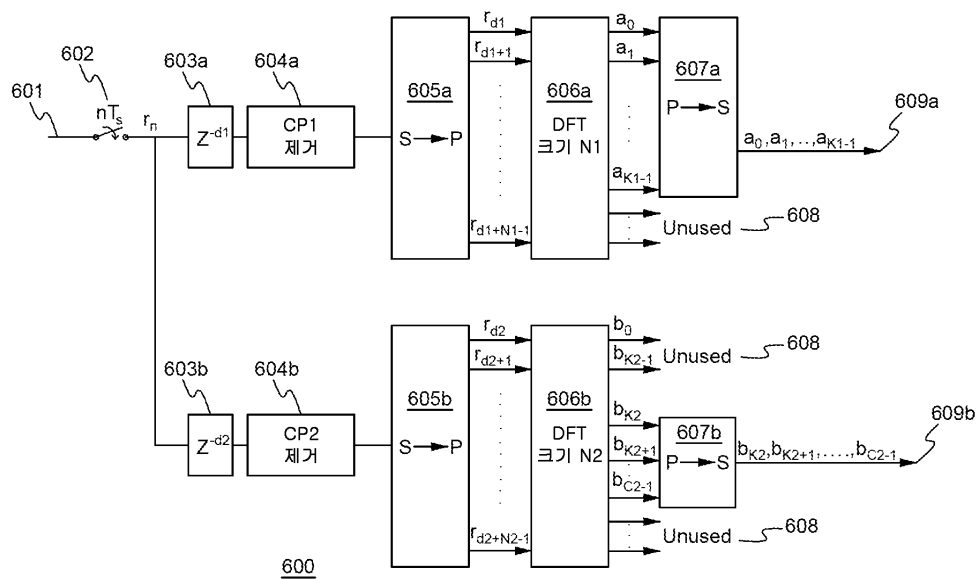 601
602
nTs
rn
603a
Z-d1
604a
CP1
제거
605a
S P
rd1
rd1+1
rd1+N1-1
606a
DFT
크기 N1
a0
a1
aK1-1
607a
P S
a0,a1,..,aK1-1
609a
Unused
608
603b
Z-d2
604b
CP2
제거
605b
S P
rd2
rd2+1
rd2+N2-1
606b
DFT
크기 N2
b0
bK2-1
Unused
608
bK2
bK2+1
bC2-1
607b
P S
bK2,bK2+1,....,bC2-1
609b
Unused
608
600